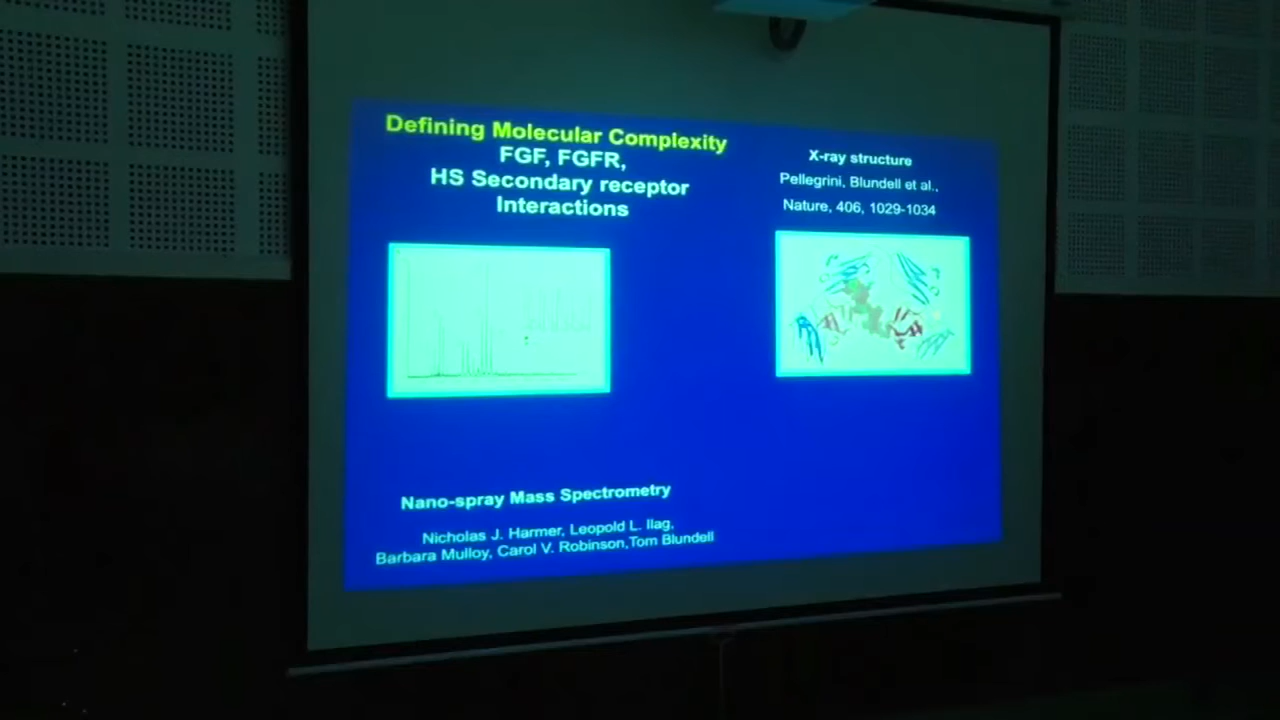 Defining Molecular Complexity
FGF, FGFR,
HS Secondary receptor
Interactions
X-ray structure
Pellegrini, Blundell et al.,
Nature, 406, 1029-1034
Nano-spray Mass Spectrometry
Nicholas J. Harmer, Leopold L. Ilag,
Barbara Mulloy, Carol V. Robinson,Tom Blundell